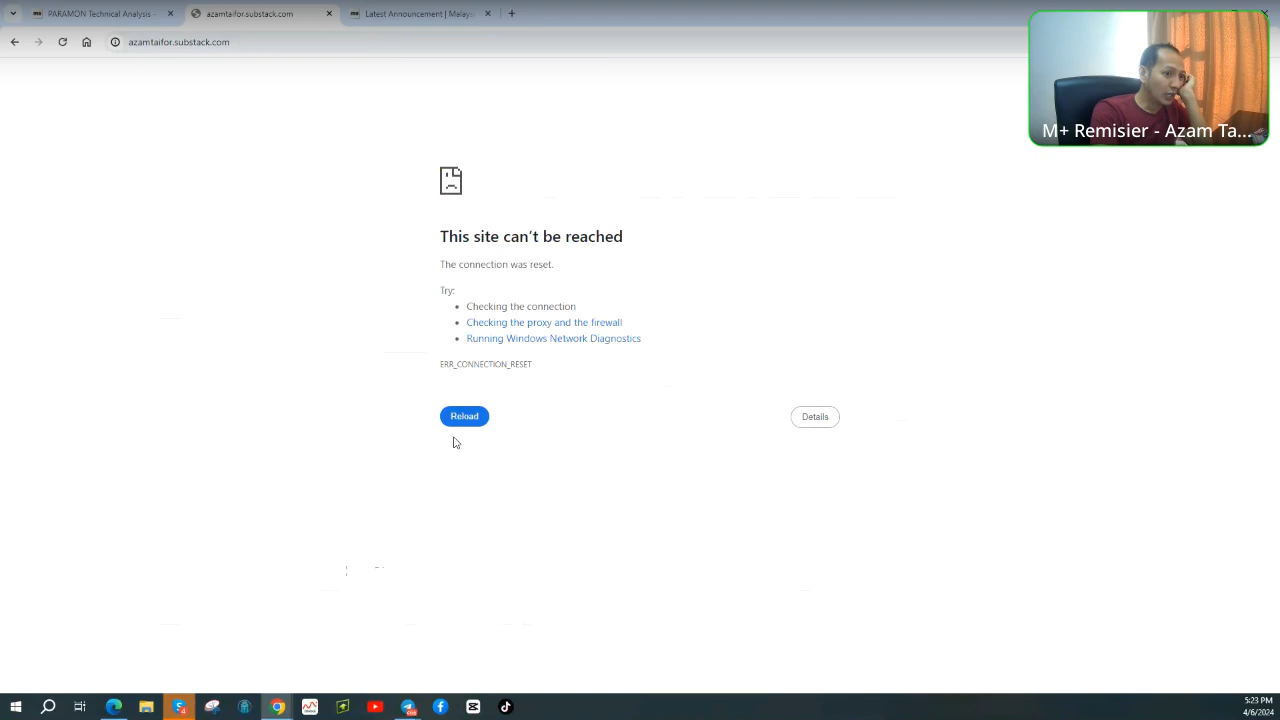 PARAMON Technical Analysis -
azamtaifor.substack.com
Latest Announcement | Malays
azamtaifor.substack.com
M+ Remisier - Azam Ta...
This site can't be reached
The connection was reset.
Try:
• Checking the connection
• Checking the proxy and the firewall
• Running Windows Network Diagnostics
ERR_CONNECTION_RESET
Reload
Details
5:23 PM
4/6/2024